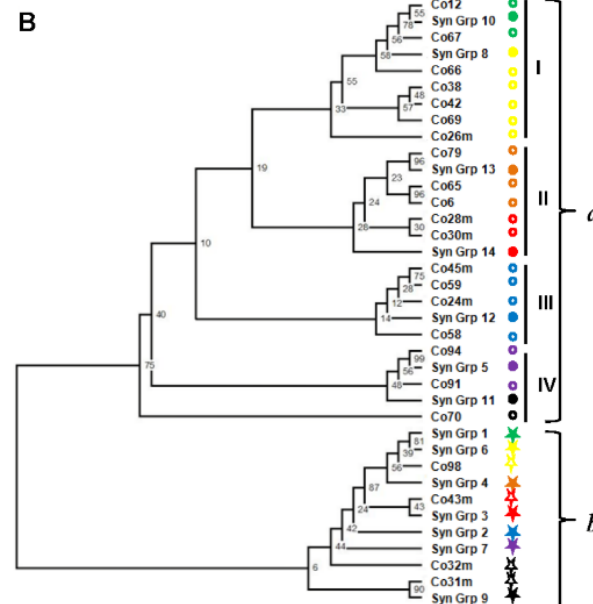 B
Co12
Syn Grp 10
Co67
Syn Grp 8
Co66
Co38
Co42
Co69
Co26m
Co79
Syn Grp 13
Co65
Co6
Co28m
Co30m
Syn Grp 14
Co45m
Co59
Co24m
Syn Grp 12
Co58
Co94
Syn Grp 5
Co91
Syn Grp 11
Co70
Syn Grp 1
Syn Grp 6
Co98
Syn Grp 4
Co43m
Syn Grp 3
Syn Grp 2
Syn Grp 7
Co32m
Co31m
Syn Grp 9
55
78
56
58
55
33
48
57
19
96
23
96
24
28
30
10
75
28
12
14
40
75
99
56
48
81
39
56
87
24
43
42
44
6
90
I
II
III
IV
a
b